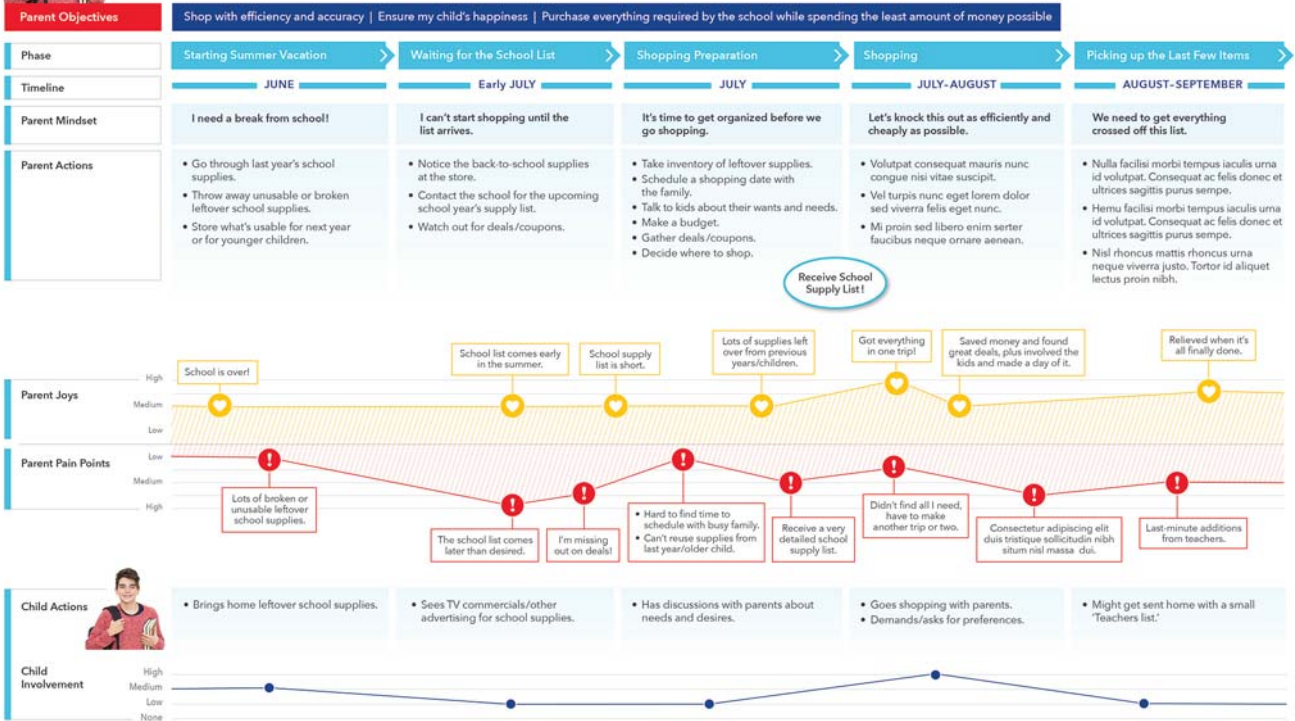 Parent Objectives
Shop with efficiency and accuracy | Ensure my child's happiness | Purchase everything required by the school while spending the least amount of money possible
Phase
Starting Summer Vacation
Waiting for the School List
Shopping Preparation
Shopping
Picking up the Last Few Items
Timeline
JUNE
Early JULY
JULY
JULY-AUGUST
AUGUST-SEPTEMBER
Parent Mindset
I need a break from school!
I can't start shopping until the
list arrives.
It's time to get organized before we
go shopping.
Let's knock this out as efficiently and
cheaply as possible.
We need to get everything
crossed off this list.
Parent Actions
• Go through last year's school
supplies.
• Throw away unusable or broken
leftover school supplies.
• Store what's usable for next year
or for younger children.
• Notice the back-to-school supplies
at the store.
• Contact the school for the upcoming
school year's supply list.
• Watch out for deals/coupons.
• Take inventory of leftover supplies.
• Schedule a shopping date with
the family.
• Talk to kids about their wants and needs.
• Make a budget.
• Gather deals/coupons.
• Decide where to shop.
• Volutpat consequat mauris nunc
congue nisi vitae suscipit.
• Vel turpis nunc eget lorem dolor
sed viverra felis eget nunc.
• Mi proin sed libero enim serter
faucibus neque ornare aenean.
• Nulla facilisi morbi tempus iaculis urna
id volutpat. Consequat ac felis donec et
ultrices sagittis purus sempe.
• Hemu facilisi morbi tempus iaculis urna
id volutpat. Consequat ac felis donec et
ultrices sagittis purus sempe.
• Nisl rhoncus mattis rhoncus urna
neque viverra justo. Tortor id aliquet
lectus proin nibh.
Receive School
Supply List!
Parent Joys
High
Medium
Low
School is over!
School list comes early
in the summer.
School supply
list is short.
Lots of supplies left
over from previous
years/children.
Got everything
in one trip!
Saved money and found
great deals, plus involved the
kids and made a day of it.
Relieved when it's
all finally done.
Parent Pain Points
Low
Medium
High
Lots of broken or
unusable leftover
school supplies.
The school list comes
later than desired.
I'm missing
out on deals!
• Hard to find time to
schedule with busy family.
• Can't reuse supplies from
last year/older child.
Receive a very
detailed school
supply list.
Didn't find all I need,
have to make
another trip or two.
Consectetur adipiscing elit
duis tristique sollicitudin nibh
situm nisl massa dui.
Last-minute additions
from teachers.
Child Actions
• Brings home leftover school supplies.
• Sees TV commercials/other
advertising for school supplies.
• Has discussions with parents about
needs and desires.
• Goes shopping with parents.
• Demands/asks for preferences.
• Might get sent home with a small
'Teachers list.'
Child
Involvement
High
Medium
Low
None